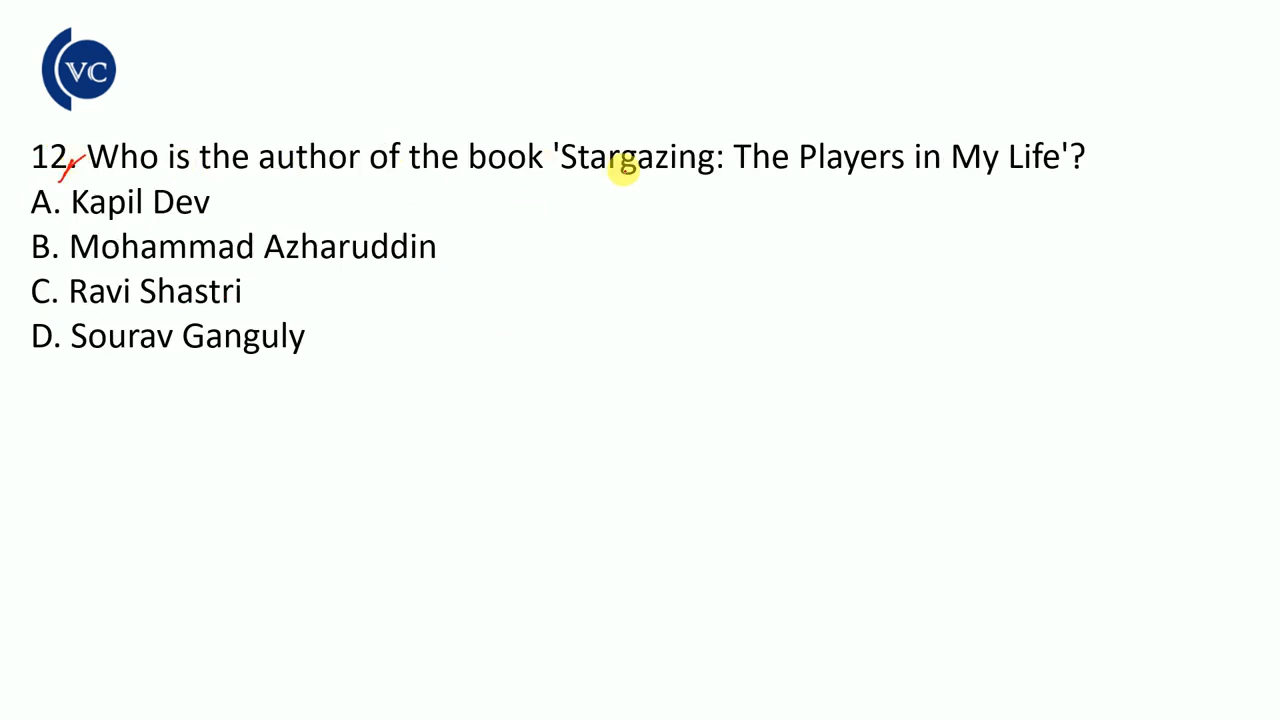 VC
12. Who is the author of the book 'Stargazing: The Players in My Life'?
A. Kapil Dev
B. Mohammad Azharuddin
C. Ravi Shastri
D. Sourav Ganguly